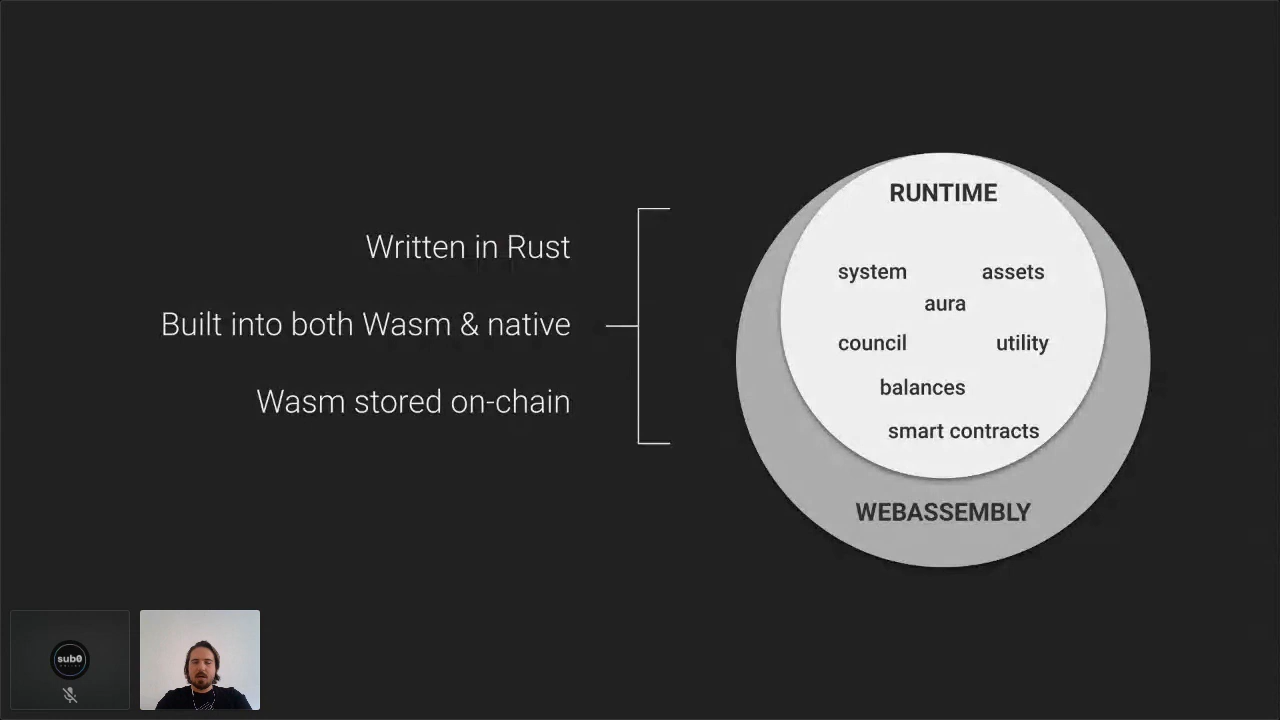 Written in Rust
Built into both Wasm & native
Wasm stored on-chain
RUNTIME
system assets
aura
council utility
balances
smart contracts
WEBASSEMBLY
sub0